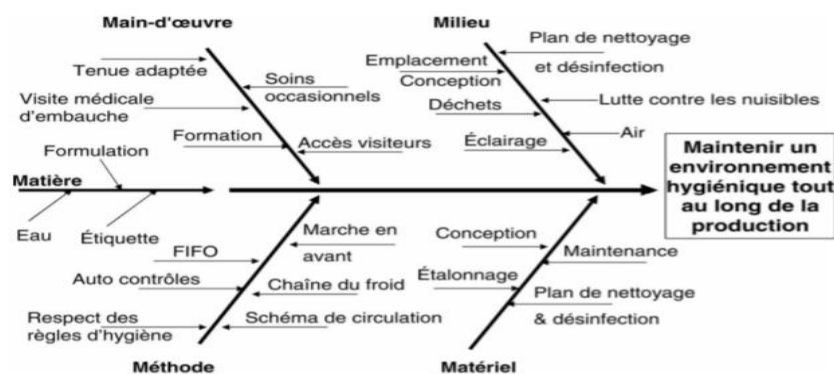 Main-d'œuvre
Milieu
Tenue adaptée
Visite médicale
d'embauche
Formation
Soins
occasionnels
Accès visiteurs
Emplacement
Conception
Déchets
Éclairage
Plan de nettoyage
et désinfection
Lutte contre les nuisibles
Air
Maintenir un
environnement
hygiénique tout
au long de la
production
Matière
Formulation
Eau
Étiquette
FIFO
Auto contrôles
Respect des
règles d'hygiène
Marche en
avant
Chaîne du froid
Schéma de circulation
Conception
Étalonnage
Maintenance
Plan de nettoyage
& désinfection
Méthode
Matériel